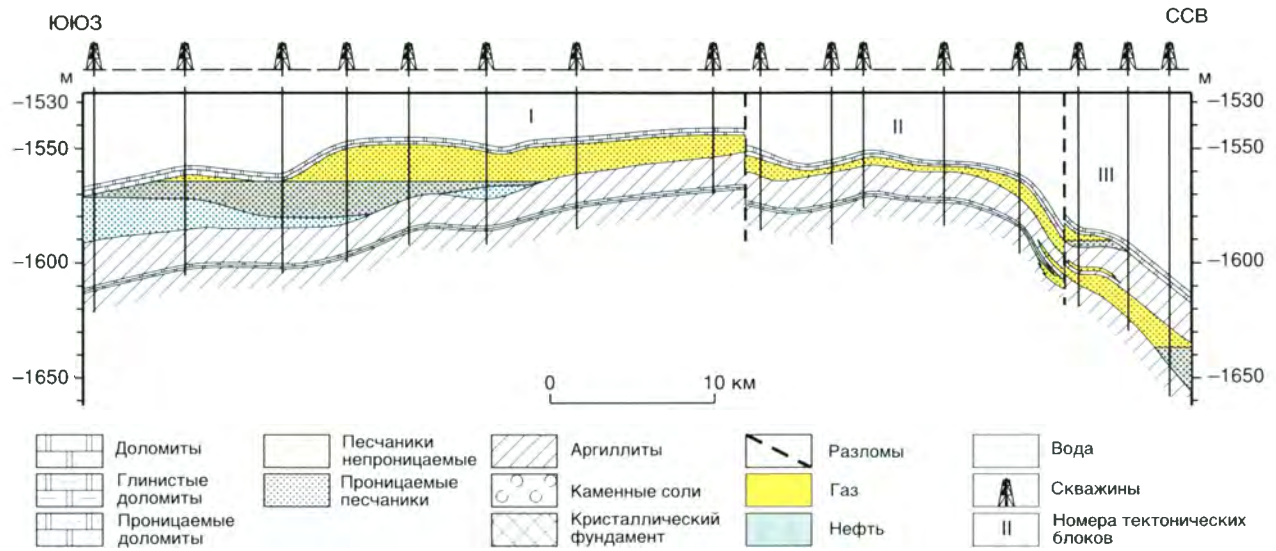 ЮЮЗ
ССВ
м
м
–1530
–1530
I
II
–1550
–1550
III
–1600
–1600
–1650
–1650
0 10 км
Доломиты
Песчаники
непроницаемые
Аргиллиты
Разломы
Вода
Глинистые
доломиты
Проницаемые
песчаники
Каменные соли
Газ
Скважины
Проницаемые
доломиты
Кристаллический
фундамент
Нефть
II
Номера тектонических
блоков